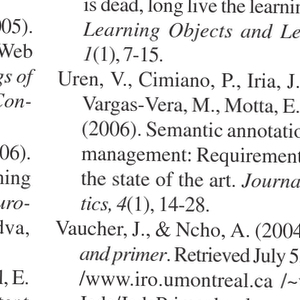 005).
Web
gs of
Con-
06).
ning
uro-
dva,
l, E.
is dead, long live the learni
Learning Objects and Le
1(1), 7-15.
Uren, V., Cimiano, P., Iria, J.
Vargas-Vera, M., Motta, E.
(2006). Semantic annotatio
management: Requirement
the state of the art. Journa
tics, 4(1), 14-28.
Vaucher, J., & Ncho, A. (2004
and primer. Retrieved July 5
/www.iro.umontreal.ca /~